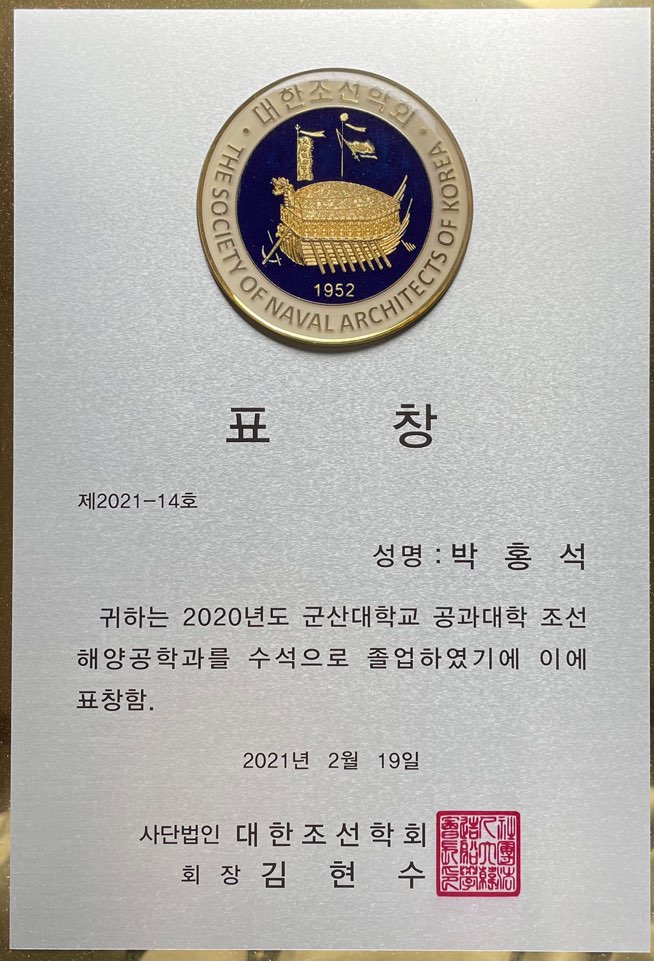 · 대한조선학회 ·
THE SOCIETY OF NAVAL ARCHITECTS OF KOREA
1952
표 창
제2021-14호
성명 : 박 홍 석
귀하는 2020년도 군산대학교 공과대학 조선
해양공학과를 수석으로 졸업하였기에 이에
표창함.
2021년 2월 19일
사단법인 대한조선학회
회 장 김 현 수